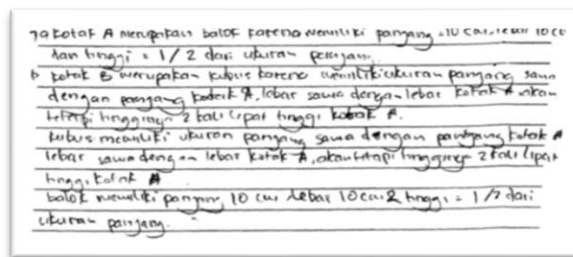 7a kotak A merupakan balok karena memiliki panjang = 10 cm, lebar 10 cm
dan tinggi = 1/2 dari ukuran panjang.
b kotak B merupakan kubus karena memiliki ukuran panjang sama
dengan panjang kotak A, lebar sama dengan lebar kotak A akan
tetapi tingginya 2 kali lipat tinggi kotak A.
kubus memiliki ukuran panjang sama dengan panjang kotak A
lebar sama dengan lebar kotak A, akan tetapi tingginya 2 kali lipat
tinggi kotak A
balok memiliki panjang 10 cm lebar 10 cm & tinggi = 1/2 dari
ukuran panjang.